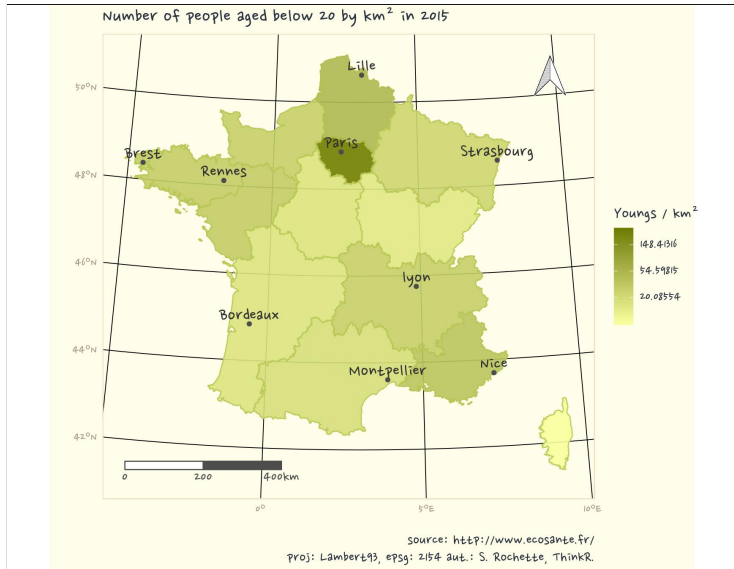 Number of people aged below 20 by km² in 2015
Lille
50°N
Paris
Brest
Strasbourg
Rennes
48°N
Youngs / km²
148.41316
46°N
54.59815
lyon
20.08554
Bordeaux
44°N
Nice
Montpellier
42°N
0 200 400km
0° 5°E 10°E
source: http://www.ecosante.fr/
proj: Lambert93, epsg: 2154 aut.: S. Rochette, ThinkR.